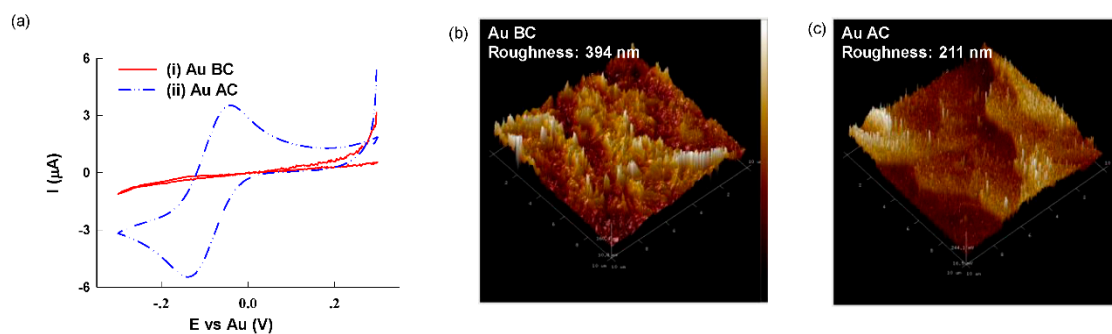 (a)
6
3
0
-3
-6
I (μA)
(i) Au BC
(ii) Au AC
-.2
0.0
.2
E vs Au (V)
(b)
Au BC
Roughness: 394 nm
(c)
Au AC
Roughness: 211 nm